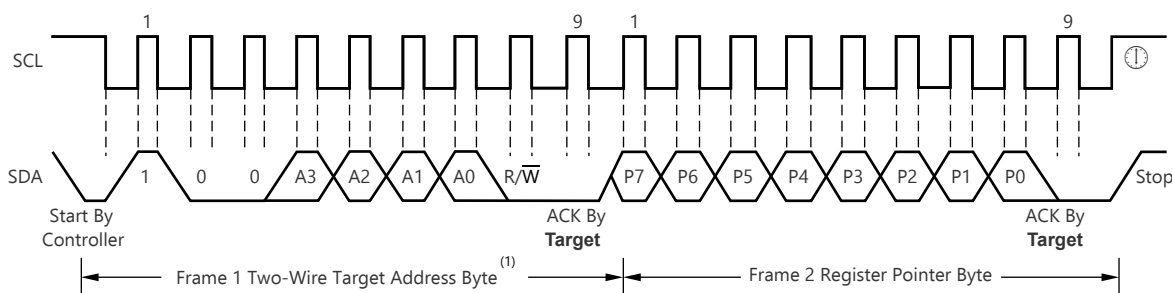 1 9 1 9
SCL
SDA 1 0 0 A3 A2 A1 A0 R/W̅ P7 P6 P5 P4 P3 P2 P1 P0 Stop
Start By ACK By ACK By
Controller Target Target
Frame 1 Two-Wire Target Address Byte (1) Frame 2 Register Pointer Byte